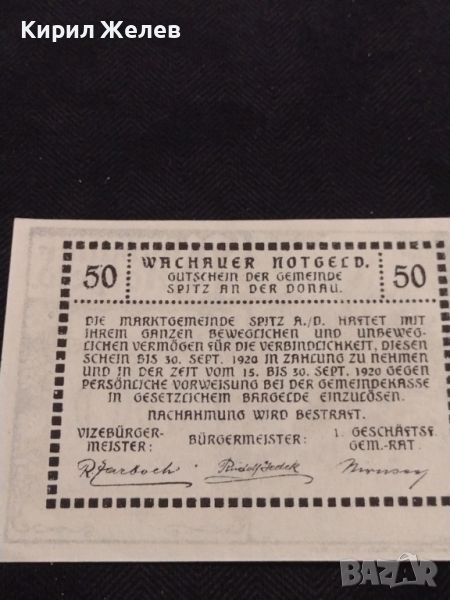 Кирил Желев
50 WACHAUER NOTGELD. 50
GUTSCHEIN DER GEMEINDE
SPITZ AN DER DONAU.
DIE MARKTGEMEINDE SPITZ A./D. HAFTET MIT
IHREM GANZEN BEWEGLICHEN UND UNBEWEG-
LICHEN VERMÖGEN FÜR DIE VERBINDLICHKEIT, DIESEN
SCHEIN BIS 30. SEPT. 1920 IN ZAHLUNG ZU NEHMEN
UND IN DER ZEIT VOM 15. BIS 30. SEPT. 1920 GEGEN
PERSÖNLICHE VORWEISUNG BEI DER GEMEINDEKASSE
IN GESETZLICHEM BARGELDE EINZULÖSEN.
NACHAHMUNG WIRD BESTRAFT.
VIZEBÜRGER-
MEISTER:
BÜRGERMEISTER:
1. GESCHÄFTSF.
GEM.-RAT.
BAZAR